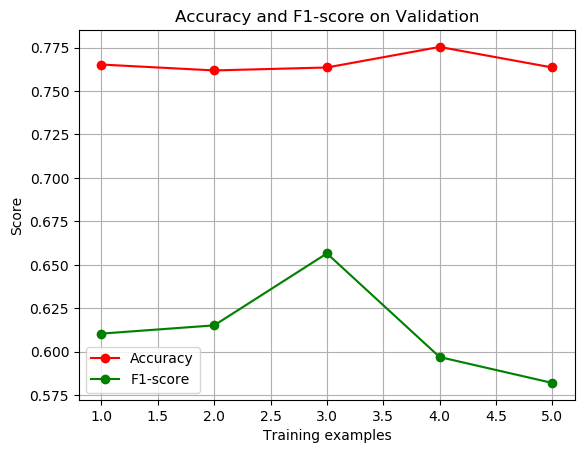 Accuracy and F1-score on Validation
0.775
0.750
0.725
0.700
0.675
0.650
0.625
0.600
0.575
Score
Accuracy
F1-score
1.0 1.5 2.0 2.5 3.0 3.5 4.0 4.5 5.0
Training examples